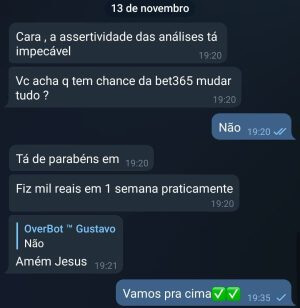 13 de novembro
Cara , a assertividade das análises tá
impecável
19:20
Vc acha q tem chance da bet365 mudar
tudo ?
19:20
Não 19:20
Tá de parabéns em 19:20
Fiz mil reais em 1 semana praticamente
19:20
OverBot ™ Gustavo
Não
Amém Jesus 19:21
Vamos pra cima✅✅ 19:35